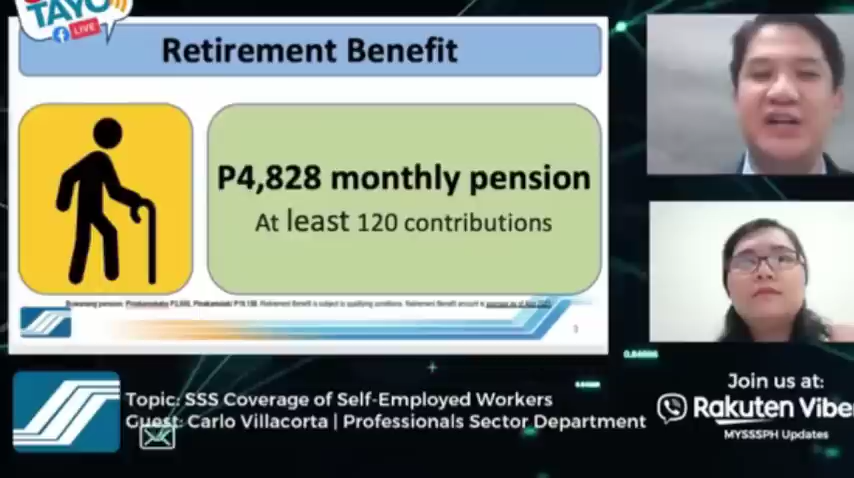 TAYO
LIVE
Retirement Benefit
P4,828 monthly pension
At least 120 contributions
3
Topic: SSS Coverage of Self-Employed Workers
Guest: Carlo Villacorta | Professionals Sector Department
Join us at:
Rakuten Viber
MYSSSPH Updates